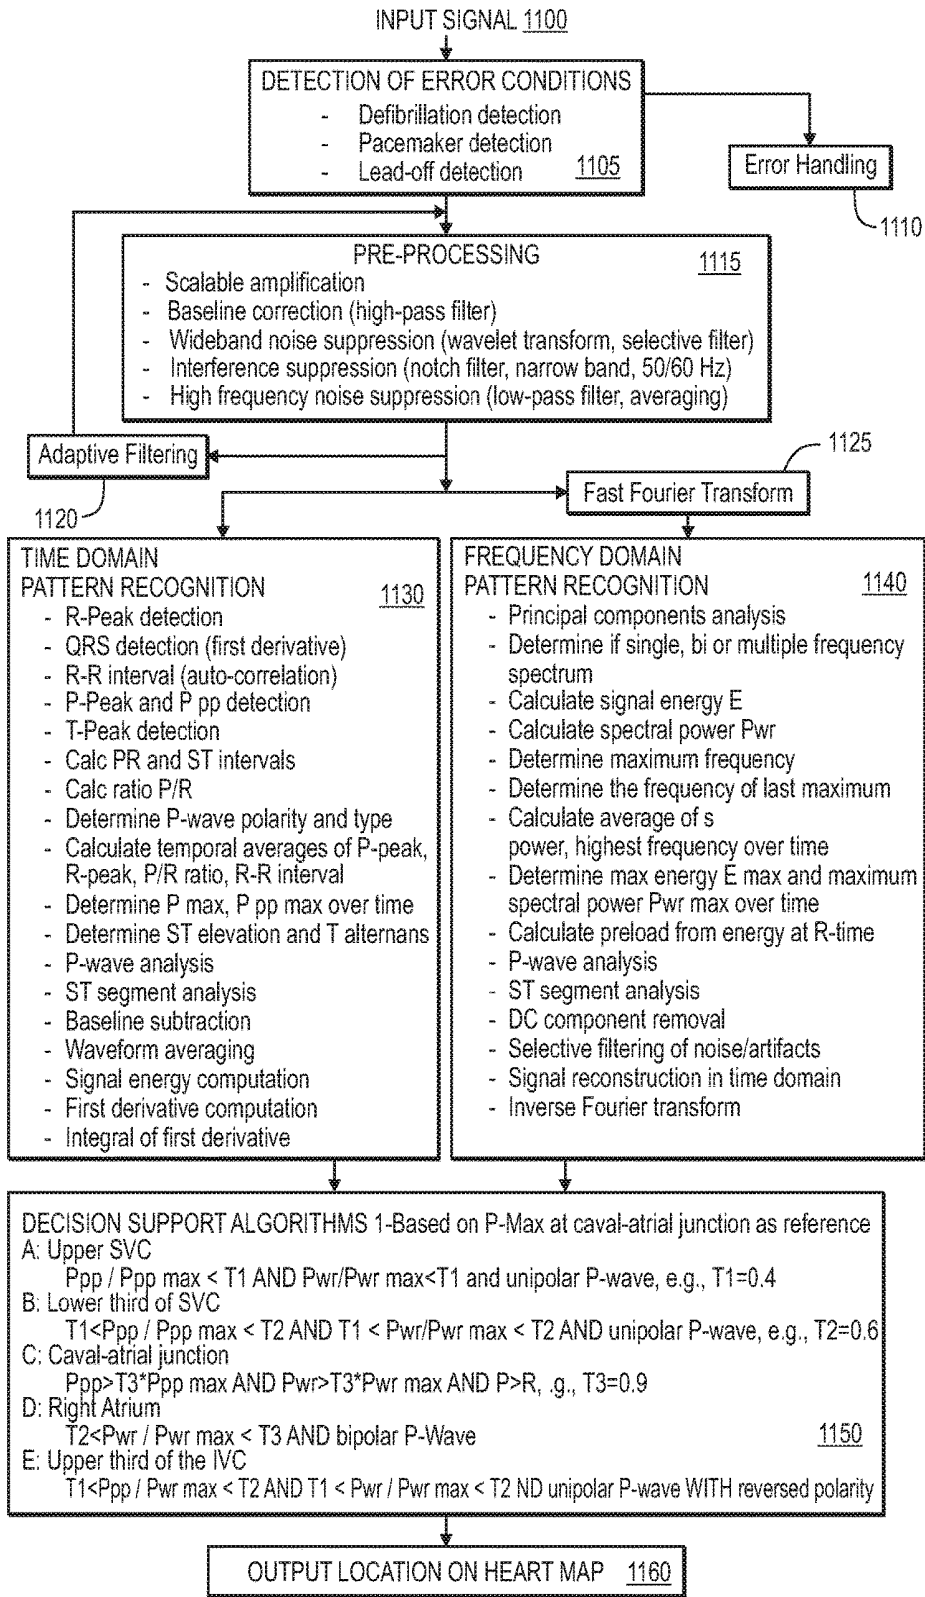 INPUT SIGNAL 1100
DETECTION OF ERROR CONDITIONS
- Defibrillation detection
- Pacemaker detection
- Lead-off detection
1105
Error Handling
1110
PRE-PROCESSING
1115
- Scalable amplification
- Baseline correction (high-pass filter)
- Wideband noise suppression (wavelet transform, selective filter)
- Interference suppression (notch filter, narrow band, 50/60 Hz)
- High frequency noise suppression (low-pass filter, averaging)
Adaptive Filtering
1120
1125
Fast Fourier Transform
TIME DOMAIN
PATTERN RECOGNITION
1130
- R-Peak detection
- QRS detection (first derivative)
- R-R interval (auto-correlation)
- P-Peak and P pp detection
- T-Peak detection
- Calc PR and ST intervals
- Calc ratio P/R
- Determine P-wave polarity and type
- Calculate temporal averages of P-peak,
R-peak, P/R ratio, R-R interval
- Determine P max, P pp max over time
- Determine ST elevation and T alternans
- P-wave analysis
- ST segment analysis
- Baseline subtraction
- Waveform averaging
- Signal energy computation
- First derivative computation
- Integral of first derivative
FREQUENCY DOMAIN
PATTERN RECOGNITION
1140
- Principal components analysis
- Determine if single, bi or multiple frequency
spectrum
- Calculate signal energy E
- Calculate spectral power Pwr
- Determine maximum frequency
- Determine the frequency of last maximum
- Calculate average of s
power, highest frequency over time
- Determine max energy E max and maximum
spectral power Pwr max over time
- Calculate preload from energy at R-time
- P-wave analysis
- ST segment analysis
- DC component removal
- Selective filtering of noise/artifacts
- Signal reconstruction in time domain
- Inverse Fourier transform
DECISION SUPPORT ALGORITHMS 1-Based on P-Max at caval-atrial junction as reference
A: Upper SVC
Ppp / Ppp max < T1 AND Pwr/Pwr max<T1 and unipolar P-wave, e.g., T1=0.4
B: Lower third of SVC
T1<Ppp / Ppp max < T2 AND T1 < Pwr/Pwr max < T2 AND unipolar P-wave, e.g., T2=0.6
C: Caval-atrial junction
Ppp>T3*Ppp max AND Pwr>T3*Pwr max AND P>R, .g., T3=0.9
D: Right Atrium
T2<Pwr / Pwr max < T3 AND bipolar P-Wave
1150
E: Upper third of the IVC
T1<Ppp / Pwr max < T2 AND T1 < Pwr / Pwr max < T2 ND unipolar P-wave WITH reversed polarity
OUTPUT LOCATION ON HEART MAP 1160